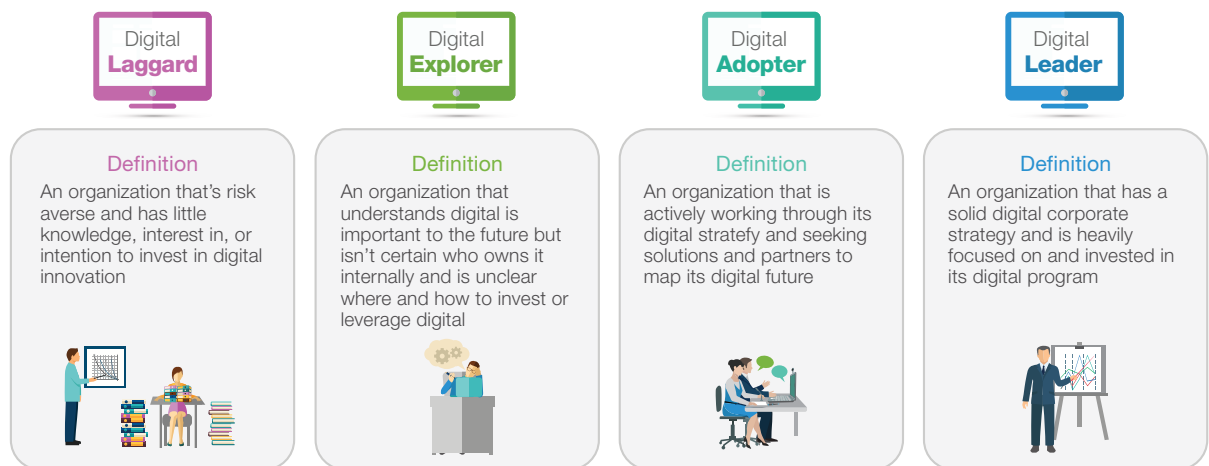 Digital
Laggard
Digital
Explorer
Digital
Adopter
Digital
Leader
Definition
An organization that’s risk
averse and has little
knowledge, interest in, or
intention to invest in digital
innovation
Definition
An organization that
understands digital is
important to the future but
isn’t certain who owns it
internally and is unclear
where and how to invest or
leverage digital
Definition
An organization that is
actively working through its
digital stratefy and seeking
solutions and partners to
map its digital future
Definition
An organization that has a
solid digital corporate
strategy and is heavily
focused on and invested in
its digital program